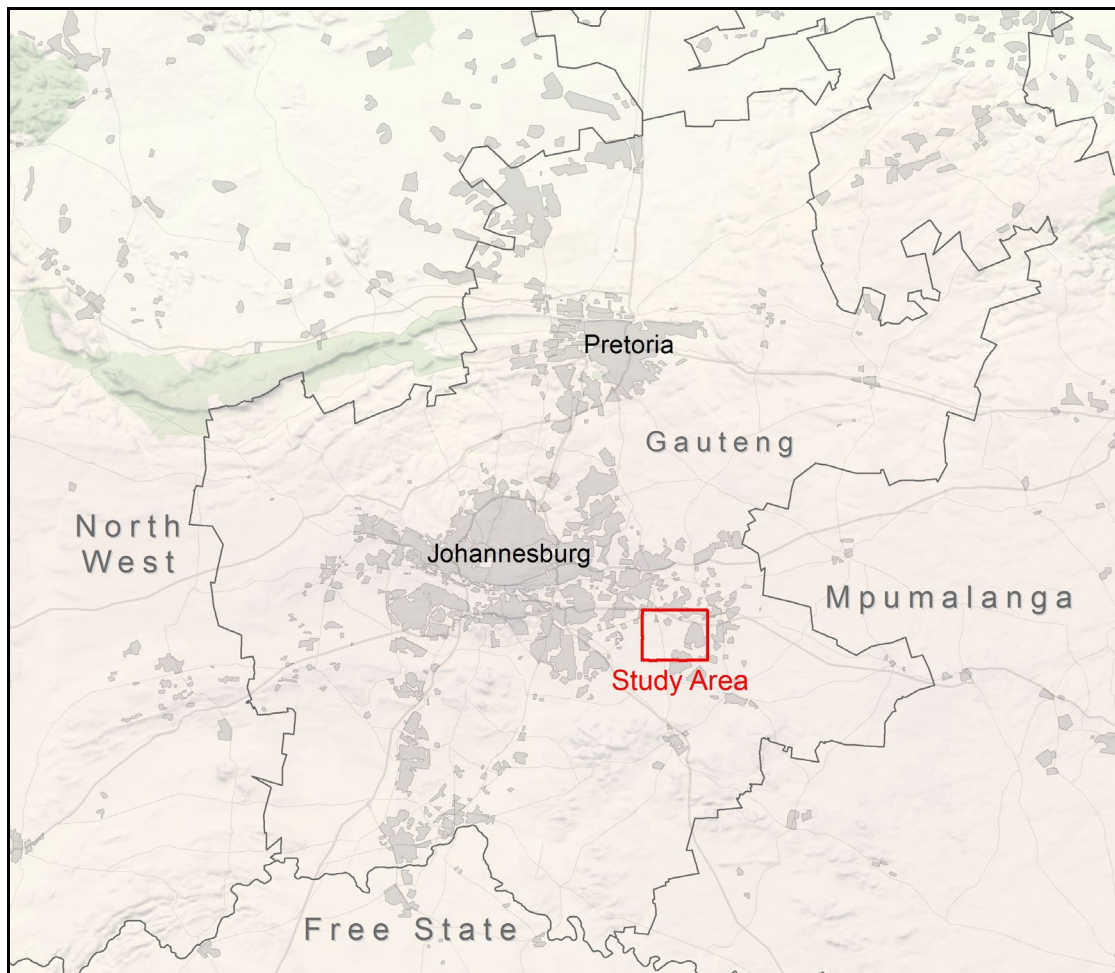 Pretoria
Gauteng
North
West
Johannesburg
Mpumalanga
Study Area
Free State